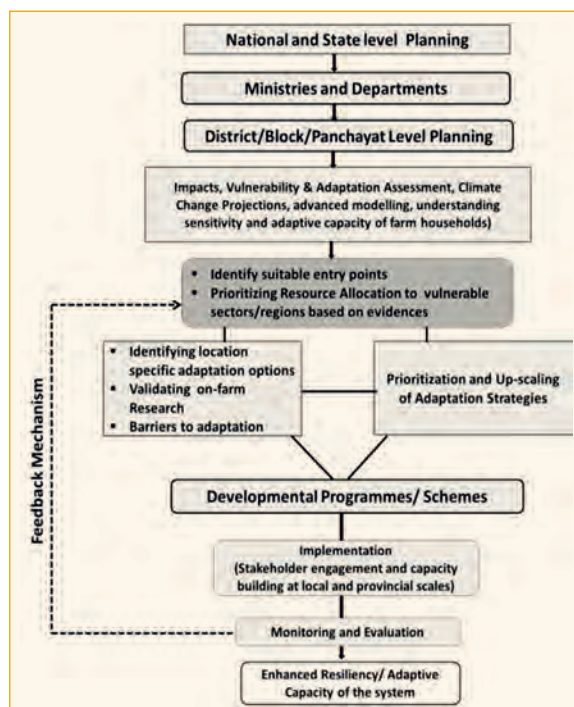 National and State level Planning
Ministries and Departments
District/Block/Panchayat Level Planning
Impacts, Vulnerability & Adaptation Assessment, Climate
Change Projections, advanced modelling, understanding
sensitivity and adaptive capacity of farm households)
▪ Identify suitable entry points
▪ Prioritizing Resource Allocation to vulnerable
sectors/regions based on evidences
▪ Identifying location
specific adaptation options
▪ Validating on-farm
Research
▪ Barriers to adaptation
Prioritization and Up-scaling
of Adaptation Strategies
Feedback Mechanism
Developmental Programmes/ Schemes
Implementation
(Stakeholder engagement and capacity
building at local and provincial scales)
Monitoring and Evaluation
Enhanced Resiliency/ Adaptive
Capacity of the system